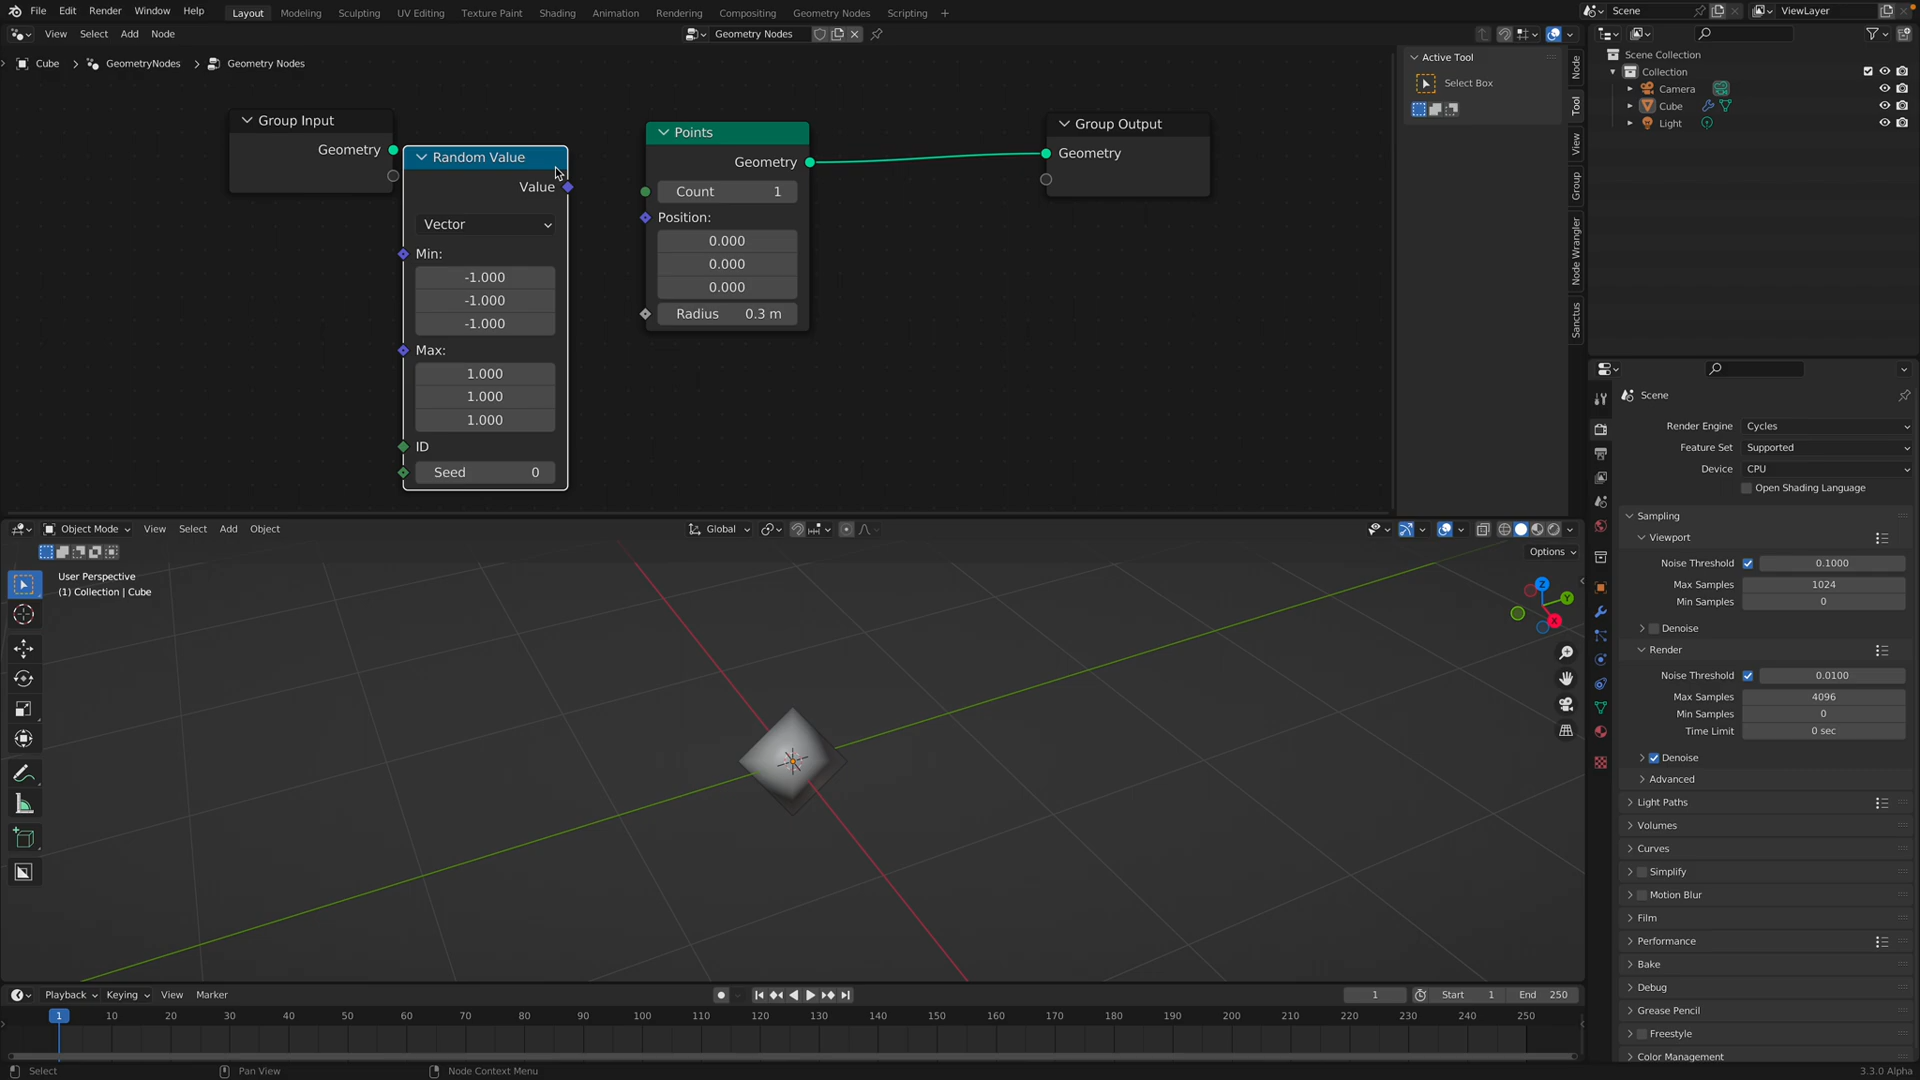 File Edit Render Window Help Layout Modeling Sculpting UV Editing Texture Paint Shading Animation Rendering Compositing Geometry Nodes Scripting + Scene ViewLayer
View Select Add Node Geometry Nodes
Cube > GeometryNodes > Geometry Nodes
Group Input
Geometry
Random Value
Value
Vector
Min:
-1.000
-1.000
-1.000
Max:
1.000
1.000
1.000
ID
Seed 0
Points
Geometry
Count 1
Position:
0.000
0.000
0.000
Radius 0.3 m
Group Output
Geometry
Active Tool
Select Box
Node
Tool
View
Group
Node Wrangler
Sanctus
Scene Collection
Collection
Camera
Cube
Light
Object Mode View Select Add Object Global
Options
User Perspective
(1) Collection | Cube
Z
Y
X
Scene
Render Engine Cycles
Feature Set Supported
Device CPU
Open Shading Language
Sampling
Viewport
Noise Threshold 0.1000
Max Samples 1024
Min Samples 0
Denoise
Render
Noise Threshold 0.0100
Max Samples 4096
Min Samples 0
Time Limit 0 sec
Denoise
Advanced
Light Paths
Volumes
Curves
Simplify
Motion Blur
Film
Performance
Bake
Debug
Grease Pencil
Freestyle
Color Management
Playback Keying View Marker 1 Start 1 End 250
1 10 20 30 40 50 60 70 80 90 100 110 120 130 140 150 160 170 180 190 200 210 220 230 240 250
Select Pan View Node Context Menu 3.3.0 Alpha